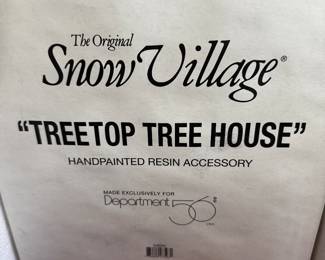 The Original
Snow Village®
"TREETOP TREE HOUSE"
HANDPAINTED RESIN ACCESSORY
MADE EXCLUSIVELY FOR
Department 56®